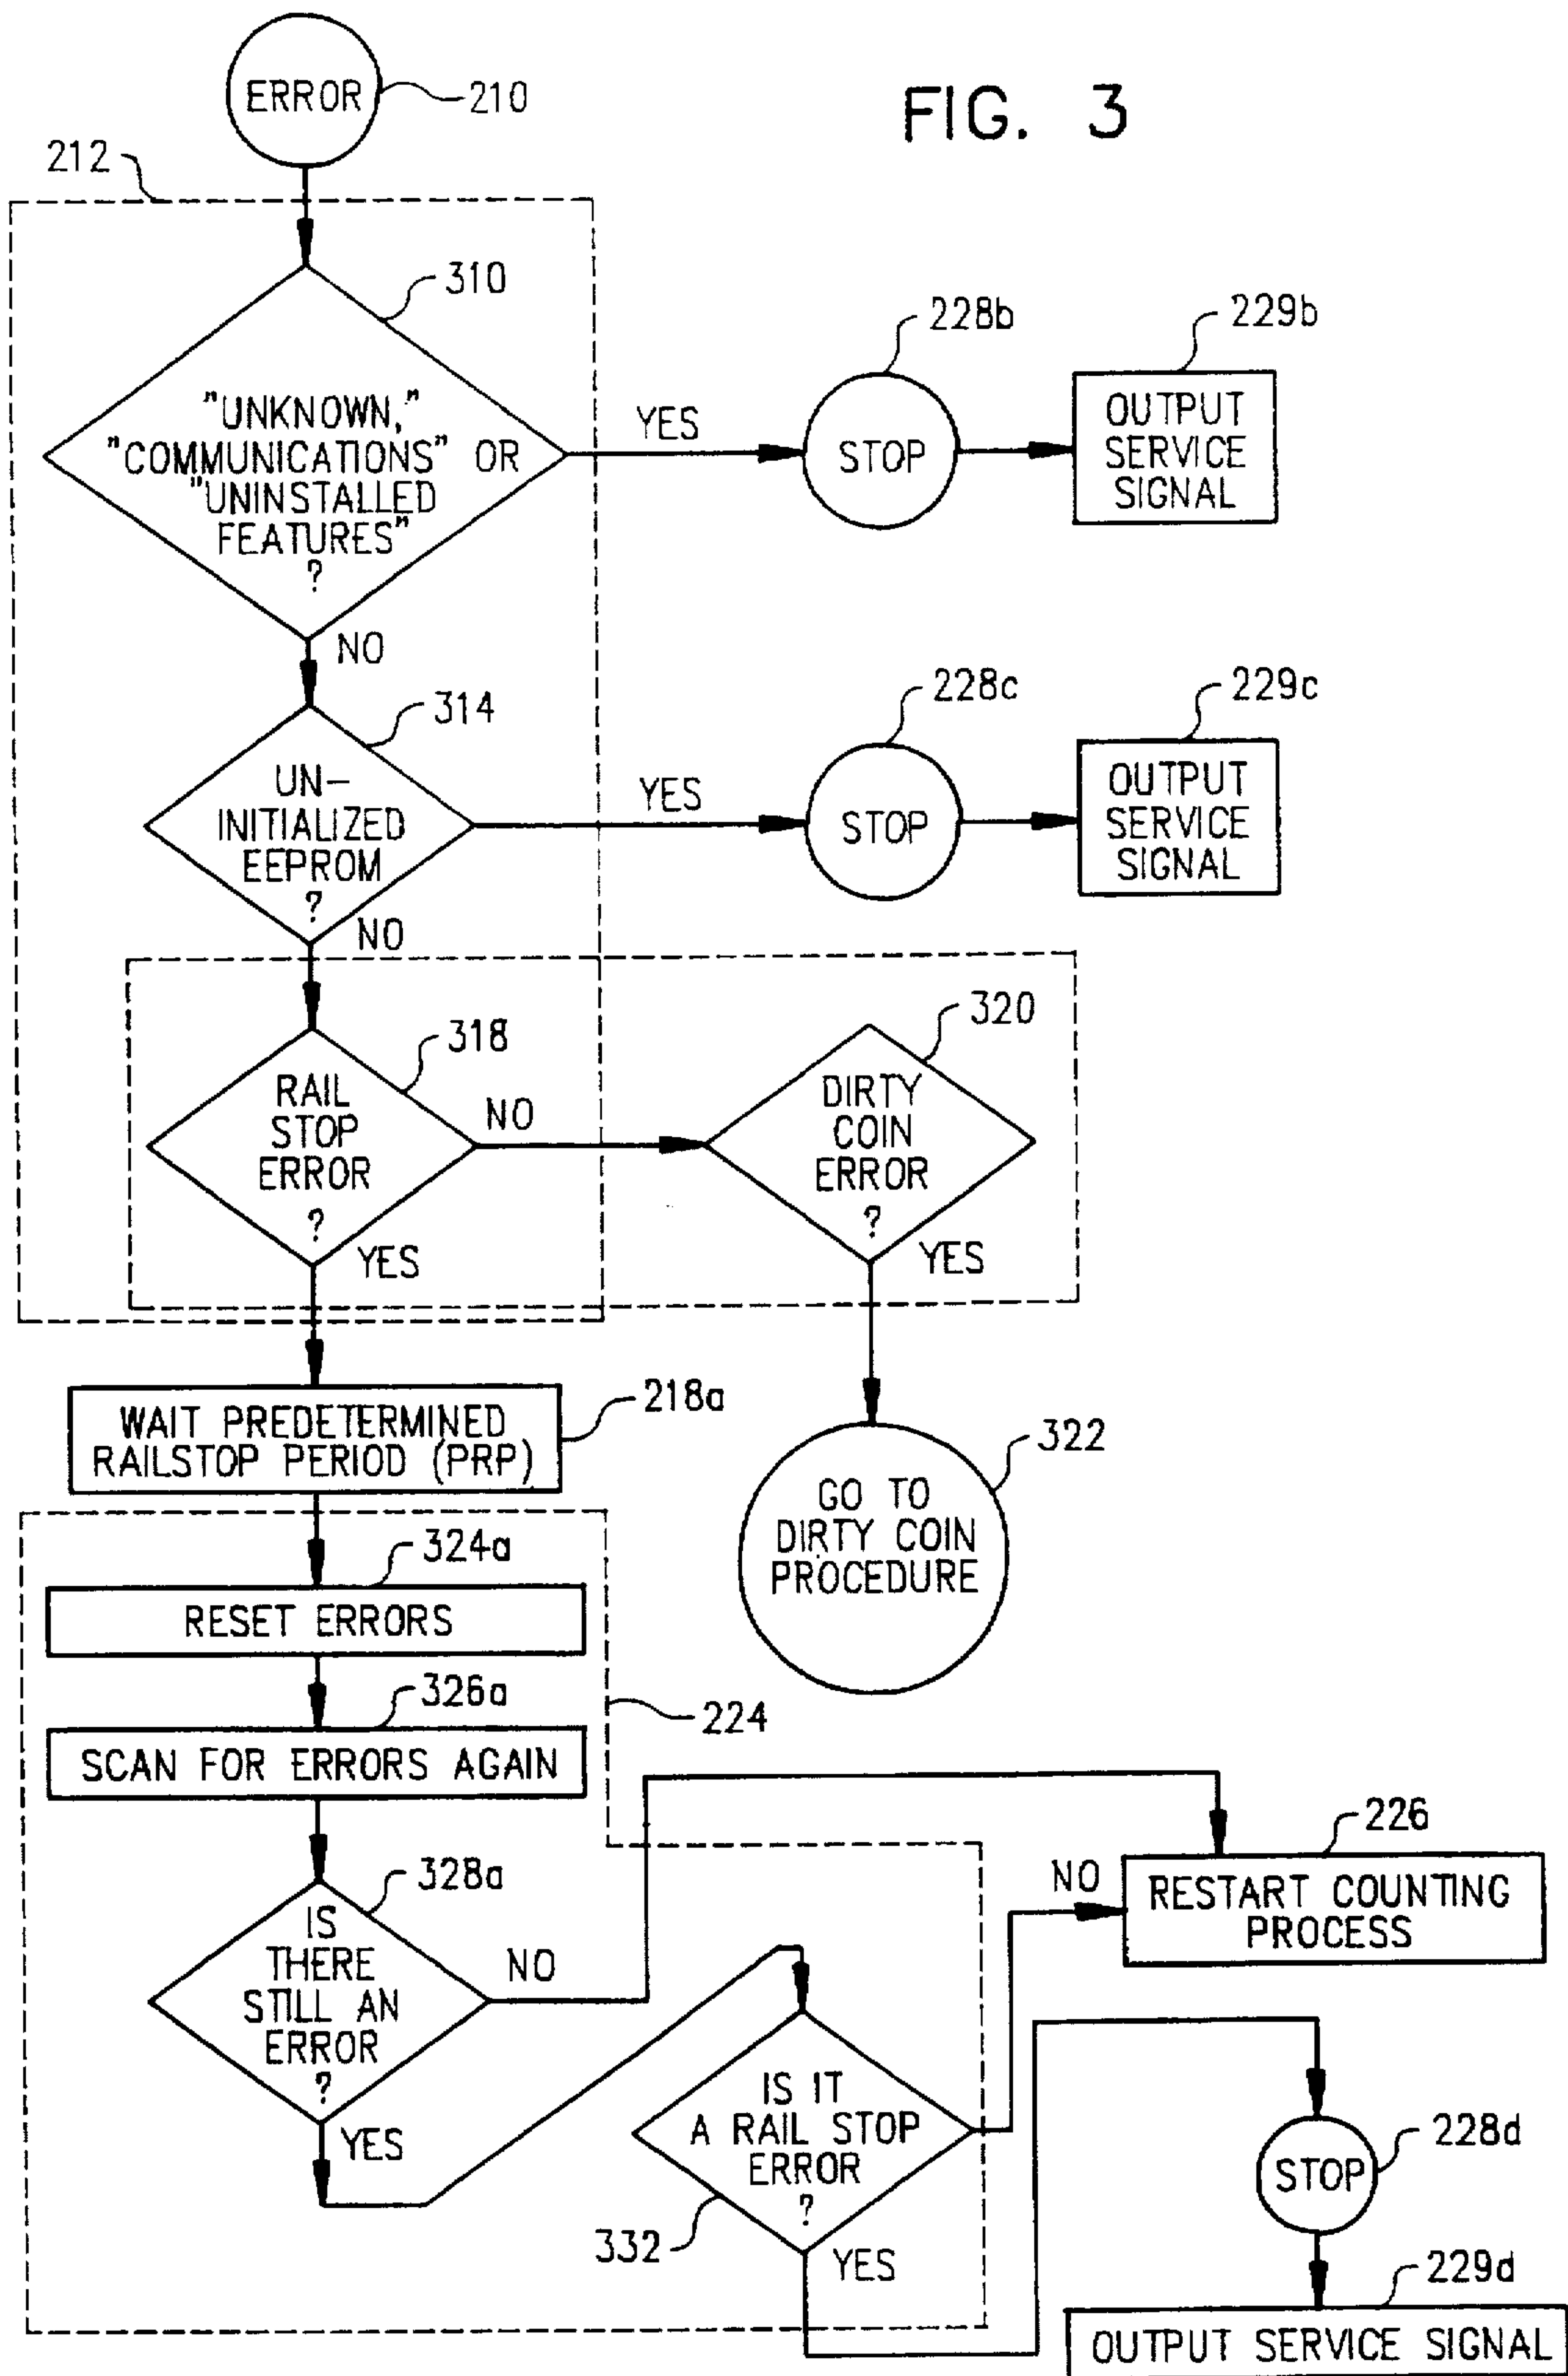 FIG. 3
ERROR
210
212
310
"UNKNOWN,"
"COMMUNICATIONS" OR
"UNINSTALLED
FEATURES"
?
YES
228b
STOP
229b
OUTPUT
SERVICE
SIGNAL
NO
314
UN-
INITIALIZED
EEPROM
?
YES
228c
STOP
229c
OUTPUT
SERVICE
SIGNAL
NO
318
RAIL
STOP
ERROR
?
NO
320
DIRTY
COIN
ERROR
?
YES
YES
WAIT PREDETERMINED
RAILSTOP PERIOD (PRP)
218a
322
GO TO
DIRTY COIN
PROCEDURE
324a
RESET ERRORS
326a
SCAN FOR ERRORS AGAIN
224
328a
IS
THERE
STILL AN
ERROR
?
NO
YES
226
NO
RESTART COUNTING
PROCESS
IS IT
A RAIL STOP
ERROR
?
332
YES
228d
STOP
229d
OUTPUT SERVICE SIGNAL